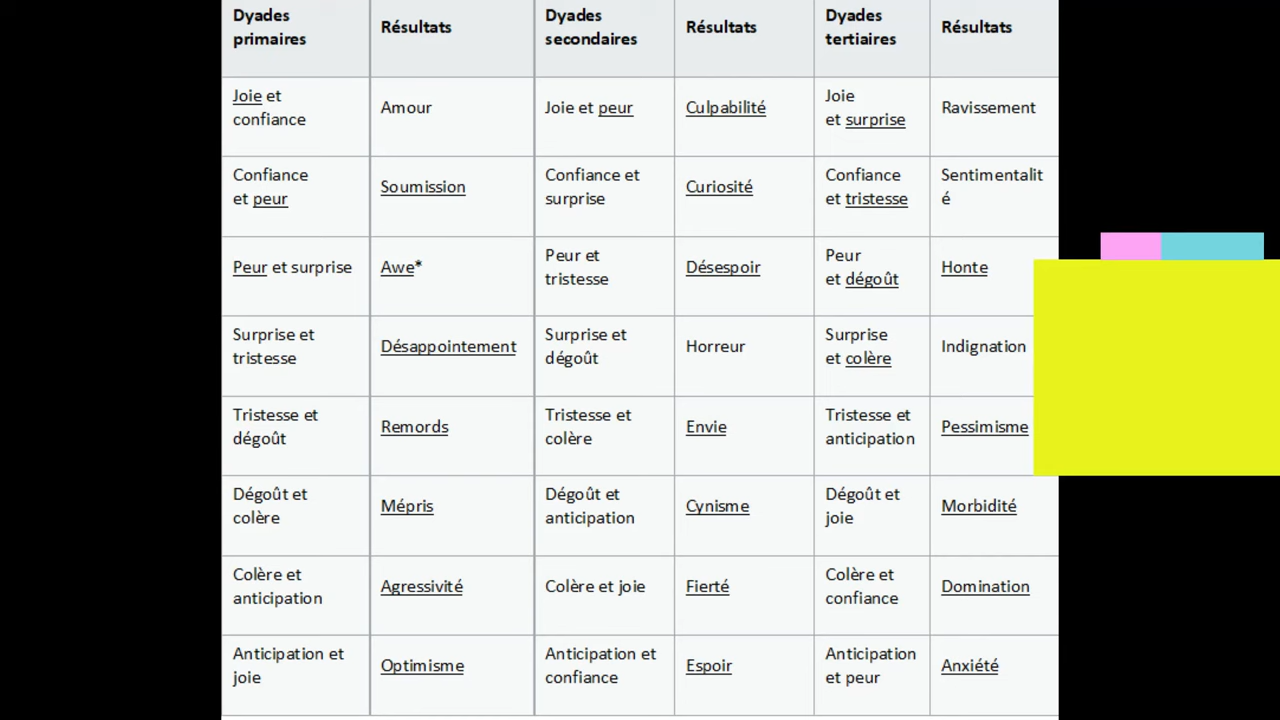 Dyades primaires
Résultats
Dyades secondaires
Résultats
Dyades tertiaires
Résultats
Joie et confiance
Amour
Joie et peur
Culpabilité
Joie et surprise
Ravissement
Confiance et peur
Soumission
Confiance et surprise
Curiosité
Confiance et tristesse
Sentimentalité
Peur et surprise
Awe*
Peur et tristesse
Désespoir
Peur et dégoût
Honte
Surprise et tristesse
Désappointement
Surprise et dégoût
Horreur
Surprise et colère
Indignation
Tristesse et dégoût
Remords
Tristesse et colère
Envie
Tristesse et anticipation
Pessimisme
Dégoût et colère
Mépris
Dégoût et anticipation
Cynisme
Dégoût et joie
Morbidité
Colère et anticipation
Agressivité
Colère et joie
Fierté
Colère et confiance
Domination
Anticipation et joie
Optimisme
Anticipation et confiance
Espoir
Anticipation et peur
Anxiété